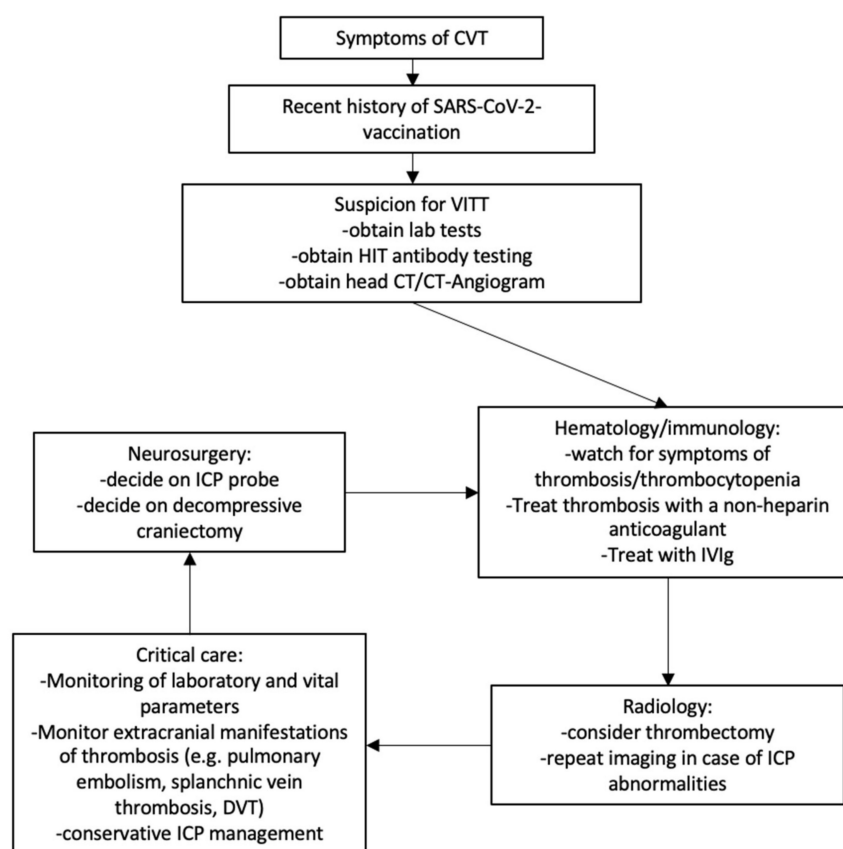 Symptoms of CVT
Recent history of SARS-CoV-2-
vaccination
Suspicion for VITT
-obtain lab tests
-obtain HIT antibody testing
-obtain head CT/CT-Angiogram
Hematology/immunology:
-watch for symptoms of
thrombosis/thrombocytopenia
-Treat thrombosis with a non-heparin
anticoagulant
-Treat with IVIg
Radiology:
-consider thrombectomy
-repeat imaging in case of ICP
abnormalities
Critical care:
-Monitoring of laboratory and vital
parameters
-Monitor extracranial manifestations
of thrombosis (e.g. pulmonary
embolism, splanchnic vein
thrombosis, DVT)
-conservative ICP management
Neurosurgery:
-decide on ICP probe
-decide on decompressive
craniectomy